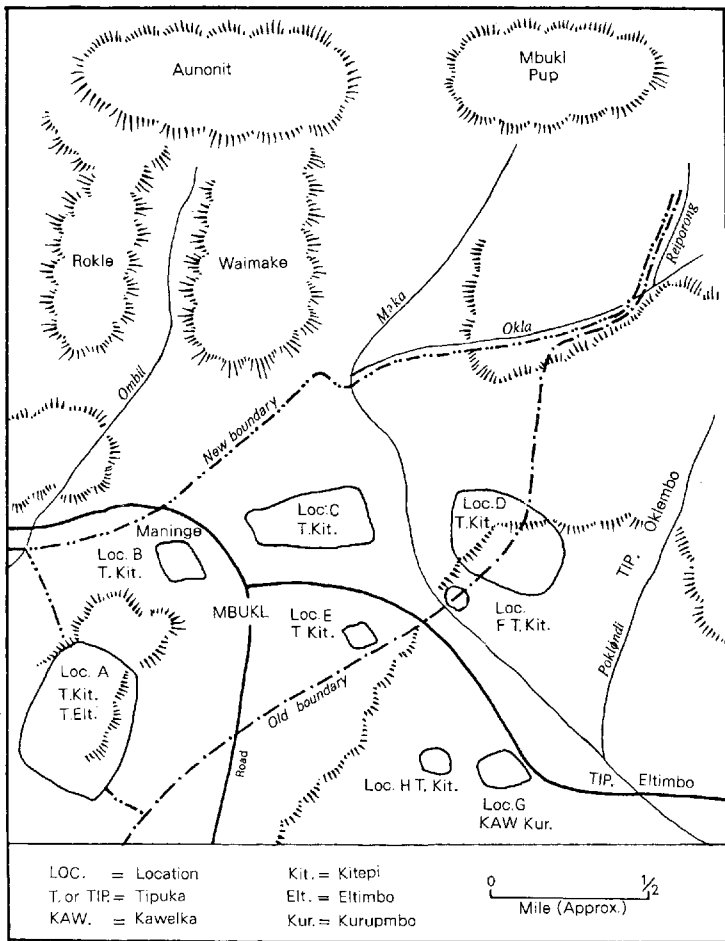 Aunonit
Mbukl
Pup
Rokle
Waimake
Ombil
Møka
Okla
Reiporong
New boundary
Maninge
Loc. B
T. Kit.
Loc. C
T. Kit.
Loc. D
T. Kit.
TIP. Oklembo
MBUKL
Loc. E
T Kit.
Loc.
F T. Kit.
Loc. A
T. Kit.
T. Elt.
Old boundary
Road
Poklǝndi
Loc. H T. Kit.
Loc. G
KAW Kur.
TIP. Eltimbo
LOC. = Location
T. or TIP. = Tipuka
KAW. = Kawelka
Kit. = Kitepi
Elt. = Eltimbo
Kur. = Kurupmbo
0 1/2
Mile (Approx.)